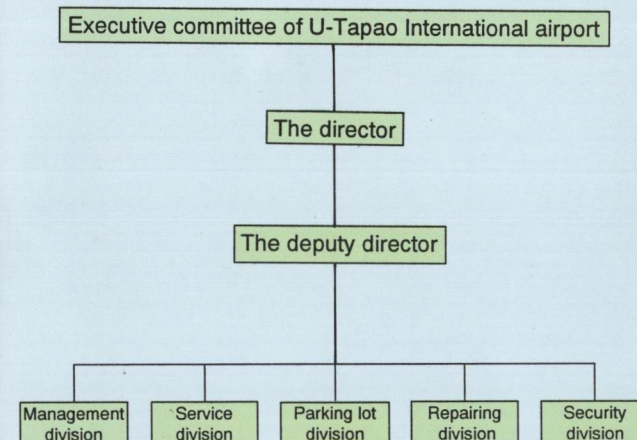 Executive committee of U-Tapao International airport
The director
The deputy director
Management
division
Service
division
Parking lot
division
Repairing
division
Security
division